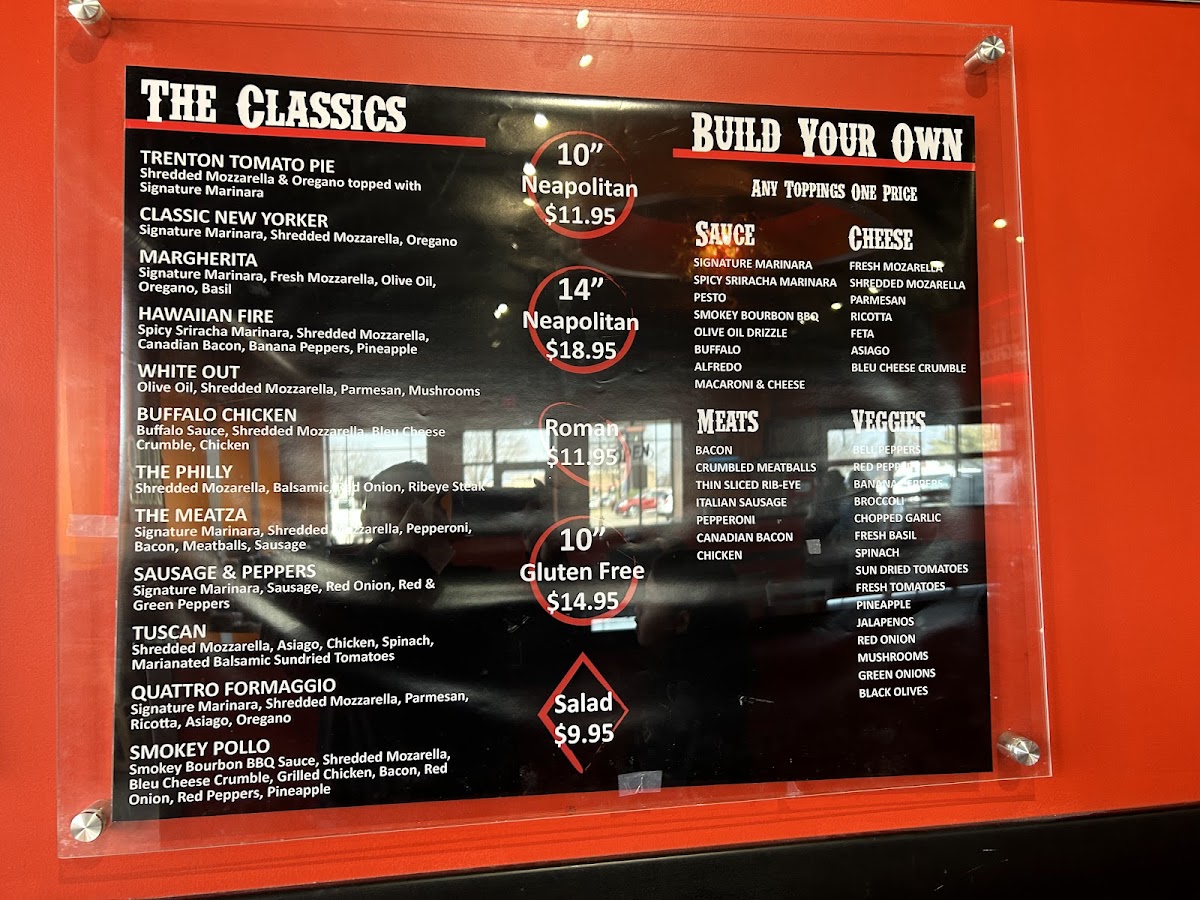 THE CLASSICS
TRENTON TOMATO PIE
Shredded Mozzarella & Oregano topped with
Signature Marinara
CLASSIC NEW YORKER
Signature Marinara, Shredded Mozzarella, Oregano
MARGHERITA
Signature Marinara, Fresh Mozzarella, Olive Oil,
Oregano, Basil
HAWAIIAN FIRE
Spicy Sriracha Marinara, Shredded Mozzarella,
Canadian Bacon, Banana Peppers, Pineapple
WHITE OUT
Olive Oil, Shredded Mozzarella, Parmesan, Mushrooms
BUFFALO CHICKEN
Buffalo Sauce, Shredded Mozzarella, Bleu Cheese
Crumble, Chicken
THE PHILLY
Shredded Mozarella, Balsamic, Red Onion, Ribeye Steak
THE MEATZA
Signature Marinara, Shredded Mozzarella, Pepperoni,
Bacon, Meatballs, Sausage
SAUSAGE & PEPPERS
Signature Marinara, Sausage, Red Onion, Red &
Green Peppers
TUSCAN
Shredded Mozzarella, Asiago, Chicken, Spinach,
Marianated Balsamic Sundried Tomatoes
QUATTRO FORMAGGIO
Signature Marinara, Shredded Mozzarella, Parmesan,
Ricotta, Asiago, Oregano
SMOKEY POLLO
Smokey Bourbon BBQ Sauce, Shredded Mozarella,
Bleu Cheese Crumble, Grilled Chicken, Bacon, Red
Onion, Red Peppers, Pineapple
10”
Neapolitan
$11.95
14”
Neapolitan
$18.95
Roman
$11.95
10”
Gluten Free
$14.95
Salad
$9.95
BUILD YOUR OWN
ANY TOPPINGS ONE PRICE
SAUCE
SIGNATURE MARINARA
SPICY SRIRACHA MARINARA
PESTO
SMOKEY BOURBON BBQ
OLIVE OIL DRIZZLE
BUFFALO
ALFREDO
MACARONI & CHEESE
CHEESE
FRESH MOZARELLA
SHREDDED MOZARELLA
PARMESAN
RICOTTA
FETA
ASIAGO
BLEU CHEESE CRUMBLE
MEATS
BACON
CRUMBLED MEATBALLS
THIN SLICED RIB-EYE
ITALIAN SAUSAGE
PEPPERONI
CANADIAN BACON
CHICKEN
VEGGIES
BELL PEPPERS
RED PEPPERS
BANANA PEPPERS
BROCCOLI
CHOPPED GARLIC
FRESH BASIL
SPINACH
SUN DRIED TOMATOES
FRESH TOMATOES
PINEAPPLE
JALAPENOS
RED ONION
MUSHROOMS
GREEN ONIONS
BLACK OLIVES